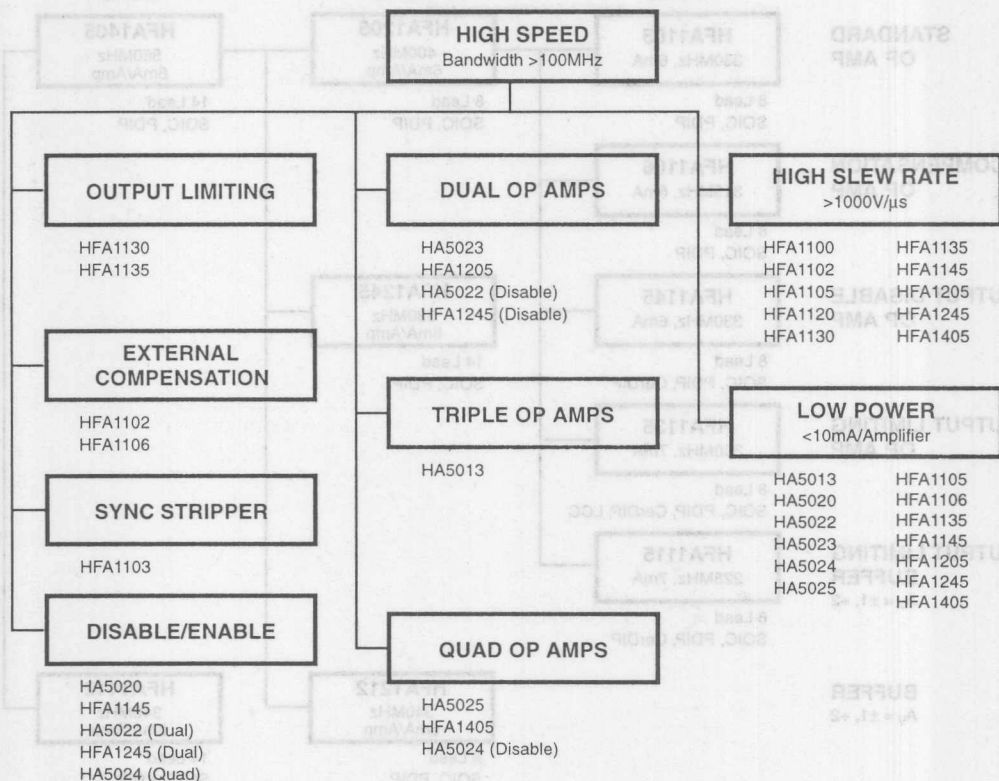 HIGH SPEED
Bandwidth >100MHz
OUTPUT LIMITING
HFA1130
HFA1135
EXTERNAL
COMPENSATION
HFA1102
HFA1106
SYNC STRIPPER
HFA1103
DISABLE/ENABLE
HA5020
HFA1145
HA5022 (Dual)
HFA1245 (Dual)
HA5024 (Quad)
DUAL OP AMPS
HA5023
HFA1205
HA5022 (Disable)
HFA1245 (Disable)
TRIPLE OP AMPS
HA5013
QUAD OP AMPS
HA5025
HFA1405
HA5024 (Disable)
HIGH SLEW RATE
>1000V/μs
HFA1100 HFA1135
HFA1102 HFA1145
HFA1105 HFA1205
HFA1120 HFA1245
HFA1130 HFA1405
LOW POWER
<10mA/Amplifier
HA5013 HFA1105
HA5020 HFA1106
HA5022 HFA1135
HA5023 HFA1145
HA5024 HFA1205
HA5025 HFA1245
HFA1405